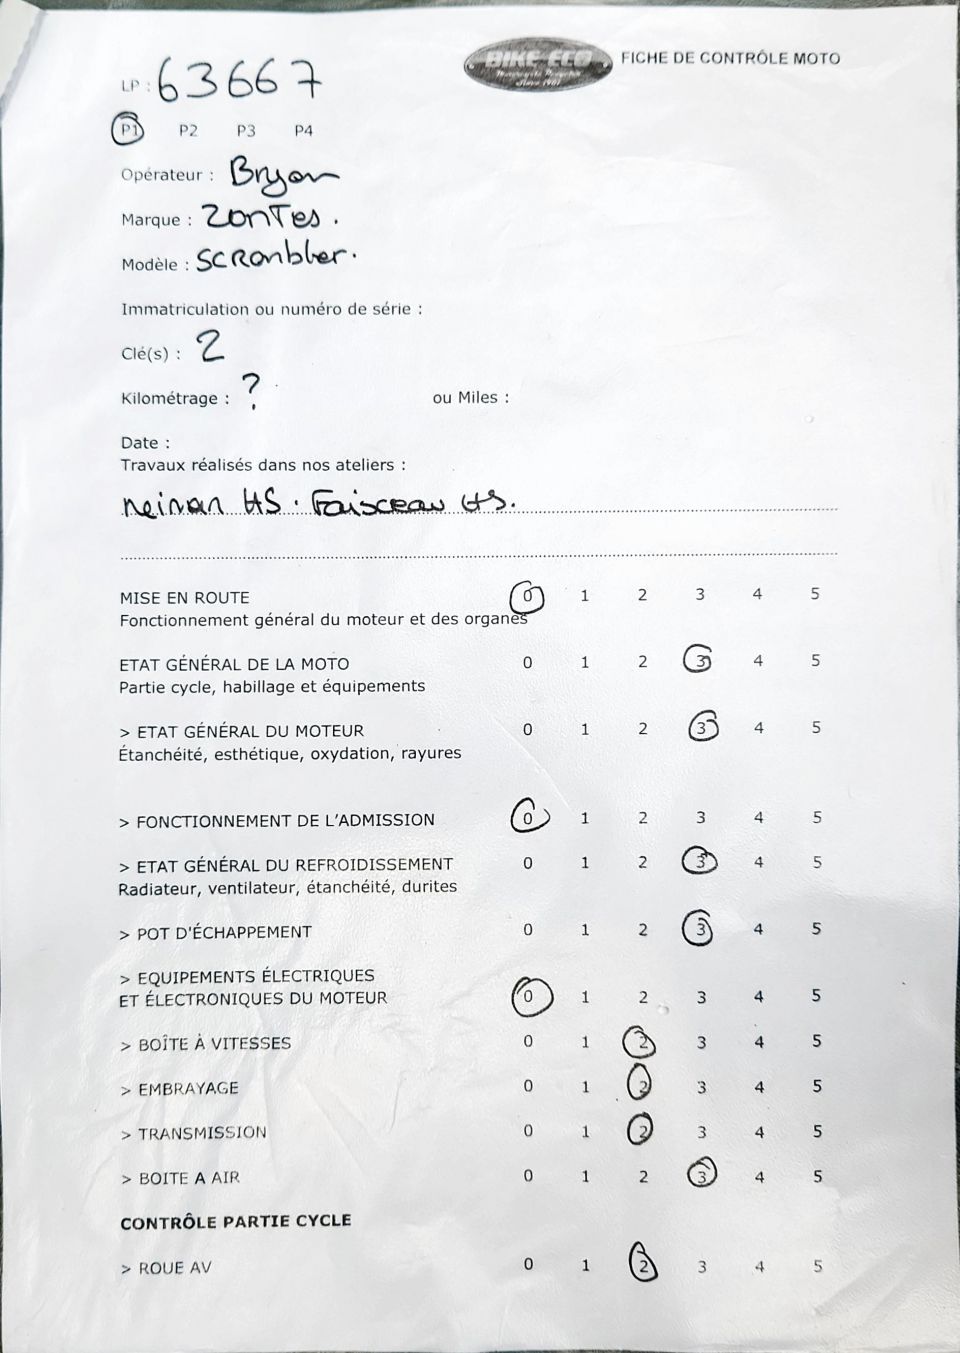 BIKE-ECO
FICHE DE CONTRÔLE MOTO
LP : 63667
P1 P2 P3 P4
Opérateur : Bryan
Marque : Zontes.
Modèle : Scrambler.
Immatriculation ou numéro de série :
Clé(s) : 2
Kilométrage : ? ou Miles :
Date :
Travaux réalisés dans nos ateliers :
neiman HS. Faisceau HS.
MISE EN ROUTE 0 1 2 3 4 5
Fonctionnement général du moteur et des organes
ETAT GÉNÉRAL DE LA MOTO 0 1 2 3 4 5
Partie cycle, habillage et équipements
> ETAT GÉNÉRAL DU MOTEUR 0 1 2 3 4 5
Étanchéité, esthétique, oxydation, rayures
> FONCTIONNEMENT DE L'ADMISSION 0 1 2 3 4 5
> ETAT GÉNÉRAL DU REFROIDISSEMENT 0 1 2 3 4 5
Radiateur, ventilateur, étanchéité, durites
> POT D'ÉCHAPPEMENT 0 1 2 3 4 5
> EQUIPEMENTS ÉLECTRIQUES
ET ÉLECTRONIQUES DU MOTEUR 0 1 2 3 4 5
> BOÎTE À VITESSES 0 1 2 3 4 5
> EMBRAYAGE 0 1 2 3 4 5
> TRANSMISSION 0 1 2 3 4 5
> BOITE A AIR 0 1 2 3 4 5
CONTRÔLE PARTIE CYCLE
> ROUE AV 0 1 2 3 4 5